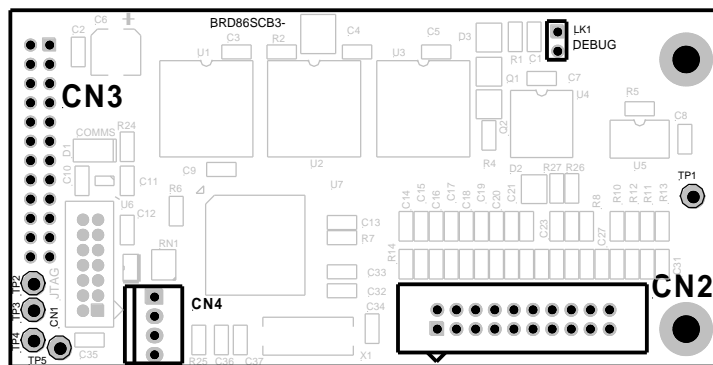 BRD86SCB3-
C6
C2
U1
C3
R2
C4
U3
C5
D3
R1
C1
LK1
DEBUG
CN3
Q1
C7
U4
R5
C8
U2
Q2
R4
U5
COMMS
R24
D1
C10
C11
C9
R6
U7
D2
R27
R26
TP1
U6
C12
C13
R7
C14
C15
C16
C17
C18
C19
C20
C21
C23
R8
C27
R10
R12
R11
R13
R14
C31
RN1
C33
C32
TP2
TP3
JTAG
CN1
CN4
C34
CN2
TP4
TP5
C35
R25
C36
C37
X1